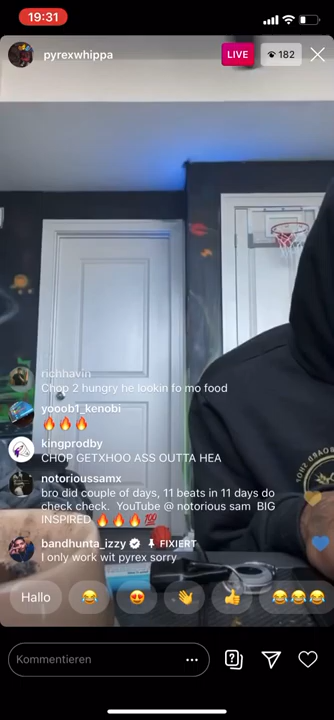 19:31
pyrexwhippa
LIVE
182
richhavin
Chop 2 hungry he lookin fo mo food
yooob1_kenobi
🔥🔥🔥
kingprodby
CHOP GETXHOO ASS OUTTA HEA
notorioussamx
bro did couple of days, 11 beats in 11 days do
check check. YouTube @ notorious sam BIG
INSPIRED 🔥🔥🔥💯
bandhunta_izzy FIXIERT
I only work wit pyrex sorry
Hallo 😂 😍 👋 👍 😂😂😂
Kommentieren